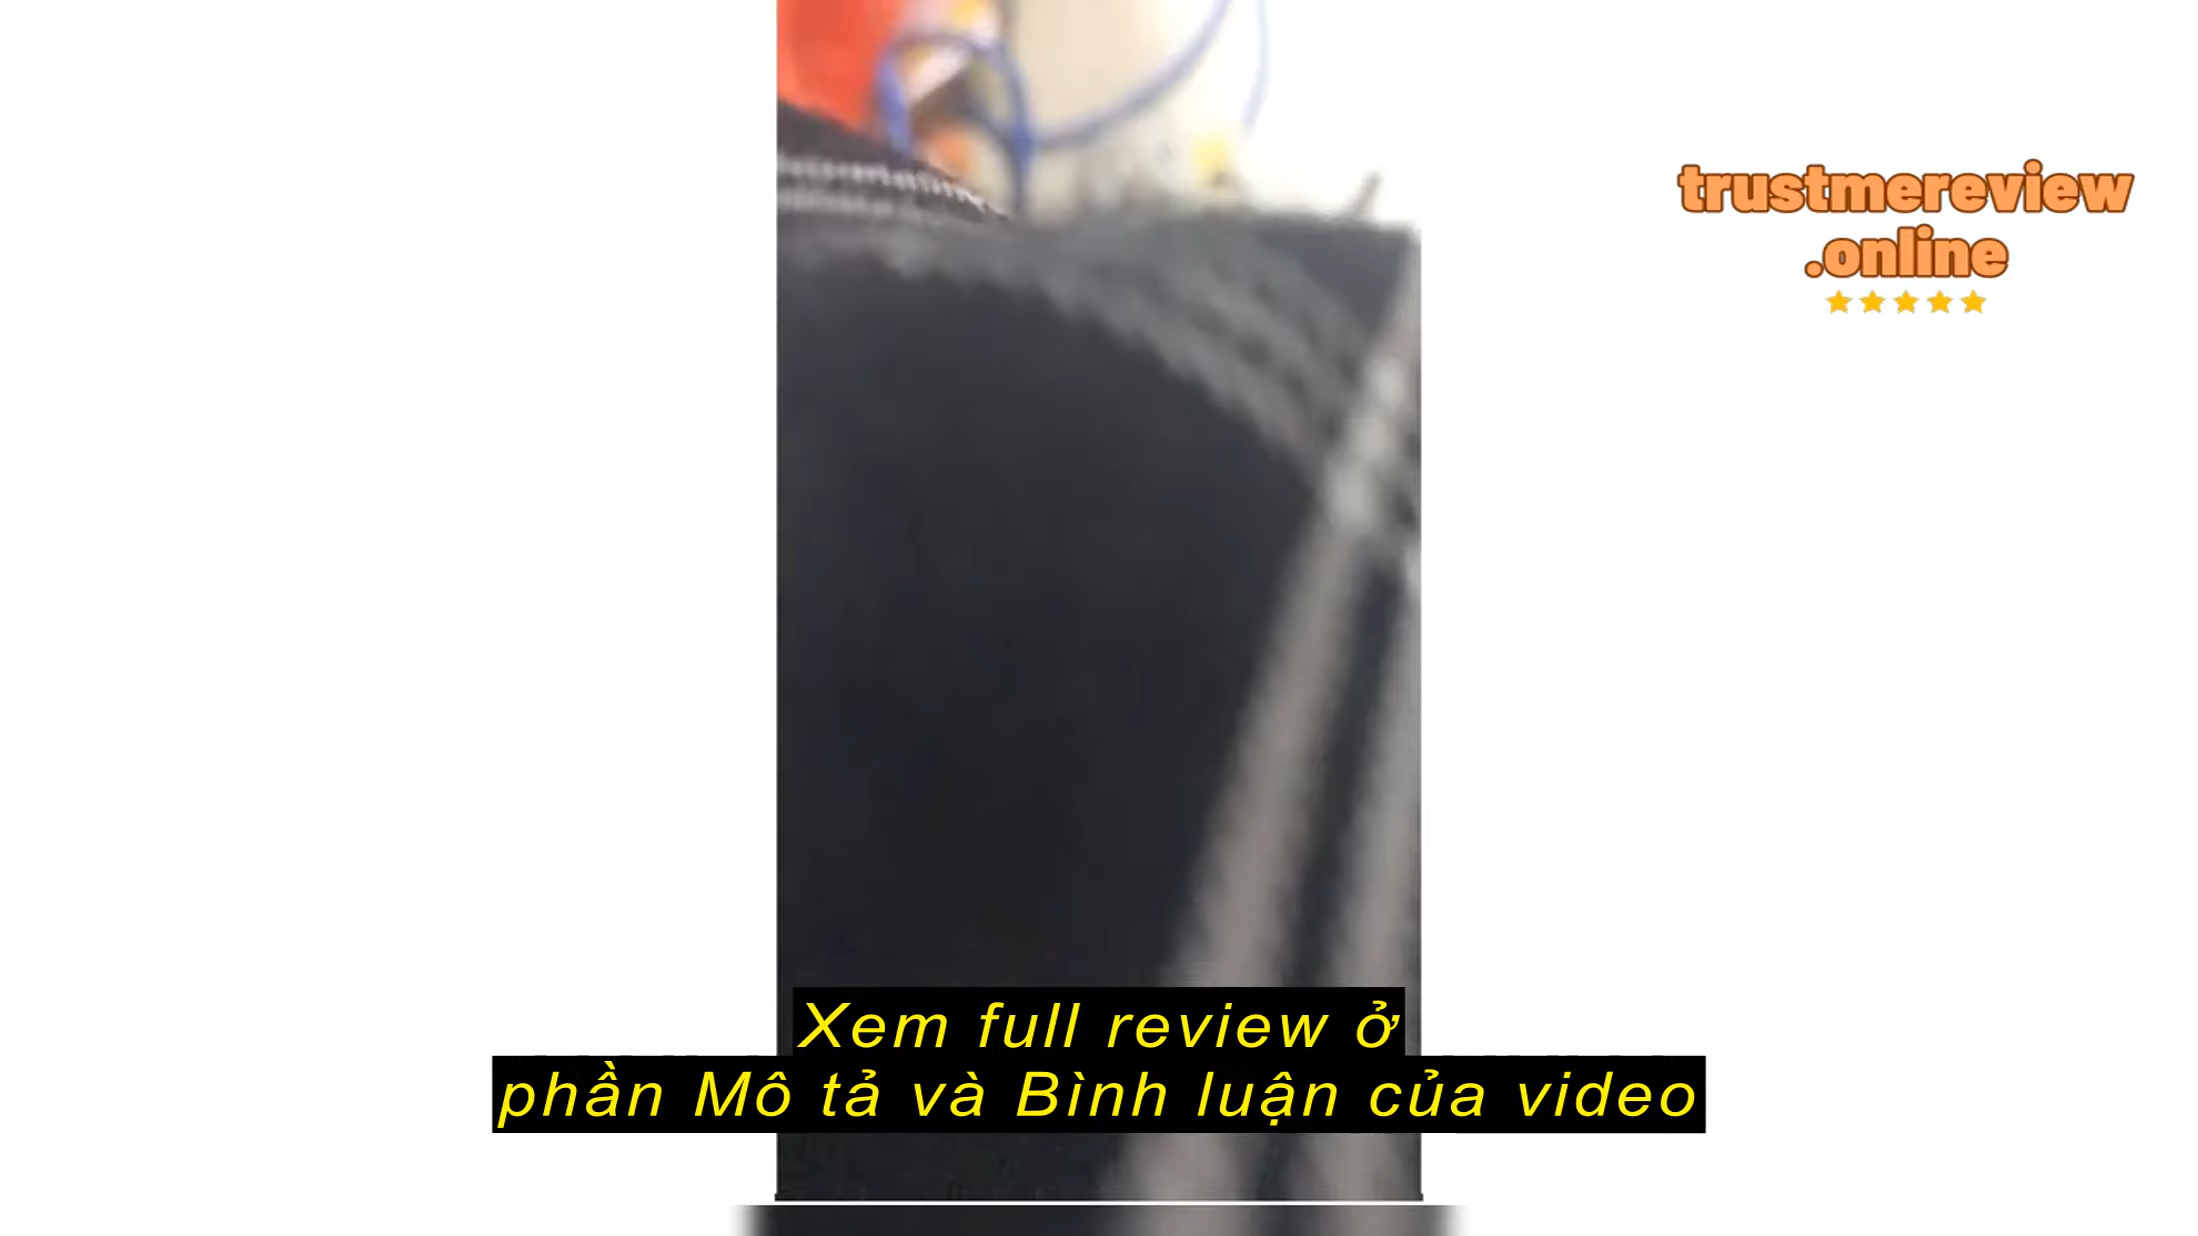 trustmereview
.online
Xem full review ở
phần Mô tả và Bình luận của video